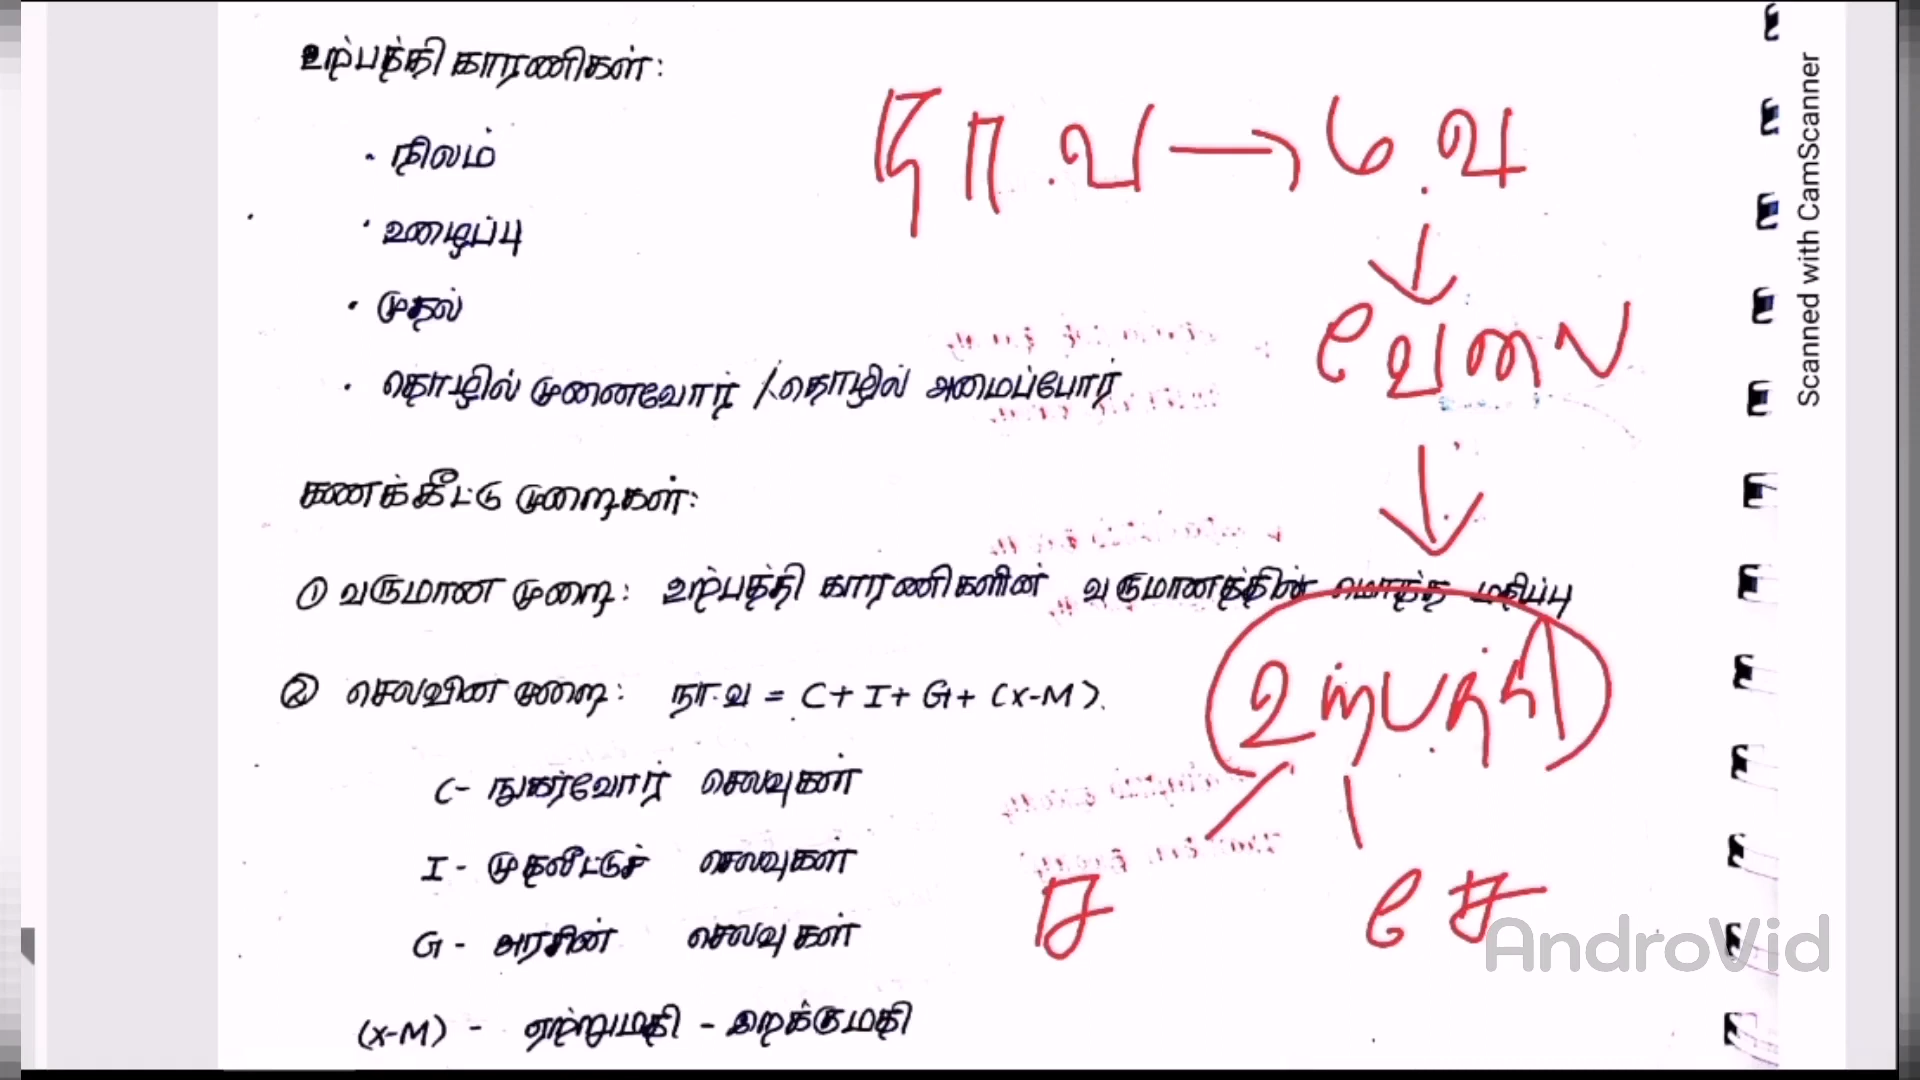 உற்பத்தி காரணிகள்:
. நிலம்
. உழைப்பு
. முதல்
. தொழில் முனைவோர் / தொழில் அமைப்போர்
கணக்கீட்டு முறைகள்:
① வருமான முறை: உற்பத்தி காரணிகளின் வருமானத்தின் மொத்த மதிப்பு
② செலவின முறை: நா.வ = C + I + G + (X-M).
C- நுகர்வோர் செலவுகள்
I - முதலீட்டுச் செலவுகள்
G - அரசின் செலவுகள்
(X-M) - ஏற்றுமதி - இறக்குமதி
நா.வ → ம.வ
வேலை
உற்பத்தி
ச சே
Scanned with CamScanner
AndroVid